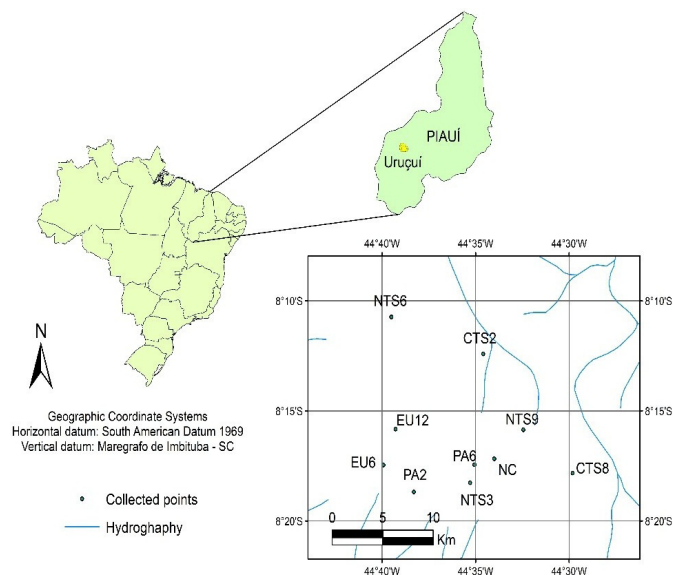 PIAUÍ
Uruçuí
N
Geographic Coordinate Systems
Horizontal datum: South American Datum 1969
Vertical datum: Maregrafo de Imbituba - SC
Collected points
Hydroghaphy
44°40'W 44°35'W 44°30'W
8°10'S 8°10'S
NTS6
CTS2
8°15'S 8°15'S
EU12 NTS9
EU6 PA2 PA6 NC CTS8
NTS3
8°20'S 8°20'S
0 5 10
Km
44°40'W 44°35'W 44°30'W